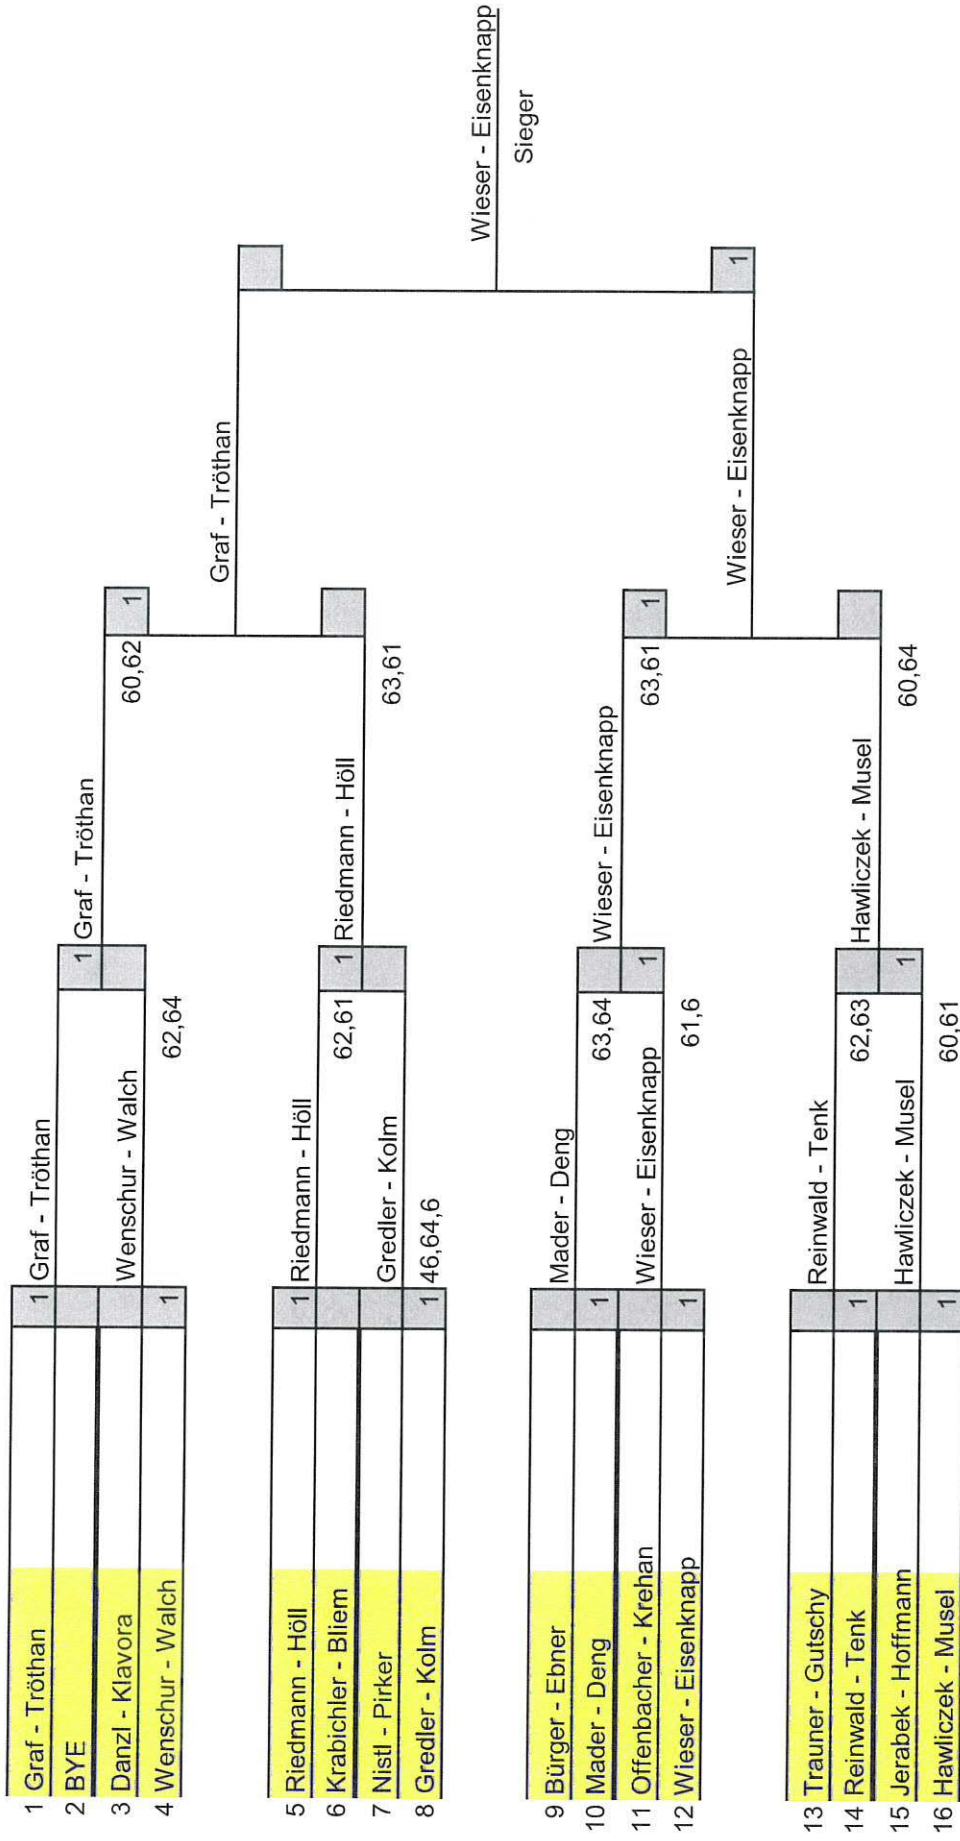 1 Graf - Tröthan
2 BYE
3 Danzl - Klavora
4 Wenschur - Walch
5 Riedmann - Höll
6 Krabichler - Bliem
7 Nistl - Pirker
8 Gredler - Kolm
9 Bürger - Ebner
10 Mader - Deng
11 Offenbacher - Krehan
12 Wieser - Eisenknapp
13 Trauner - Gutschy
14 Reinwald - Tenk
15 Jerabek - Hoffmann
16 Hawliczek - Musel
1 Graf - Tröthan
Wenschur - Walch
1
62,64
1 Riedmann - Höll
Gredler - Kolm
1 46,64,6
62,61
Mader - Deng
1
63,64
Wieser - Eisenknapp
1
61,6
Reinwald - Tenk
1
62,63
Hawliczek - Musel
1
60,61
1 Graf - Tröthan
60,62
1 Riedmann - Höll
63,61
Wieser - Eisenknapp
1
63,61
Hawliczek - Musel
1
60,64
1
Graf - Tröthan
1
Wieser - Eisenknapp
1
Wieser - Eisenknapp
Sieger